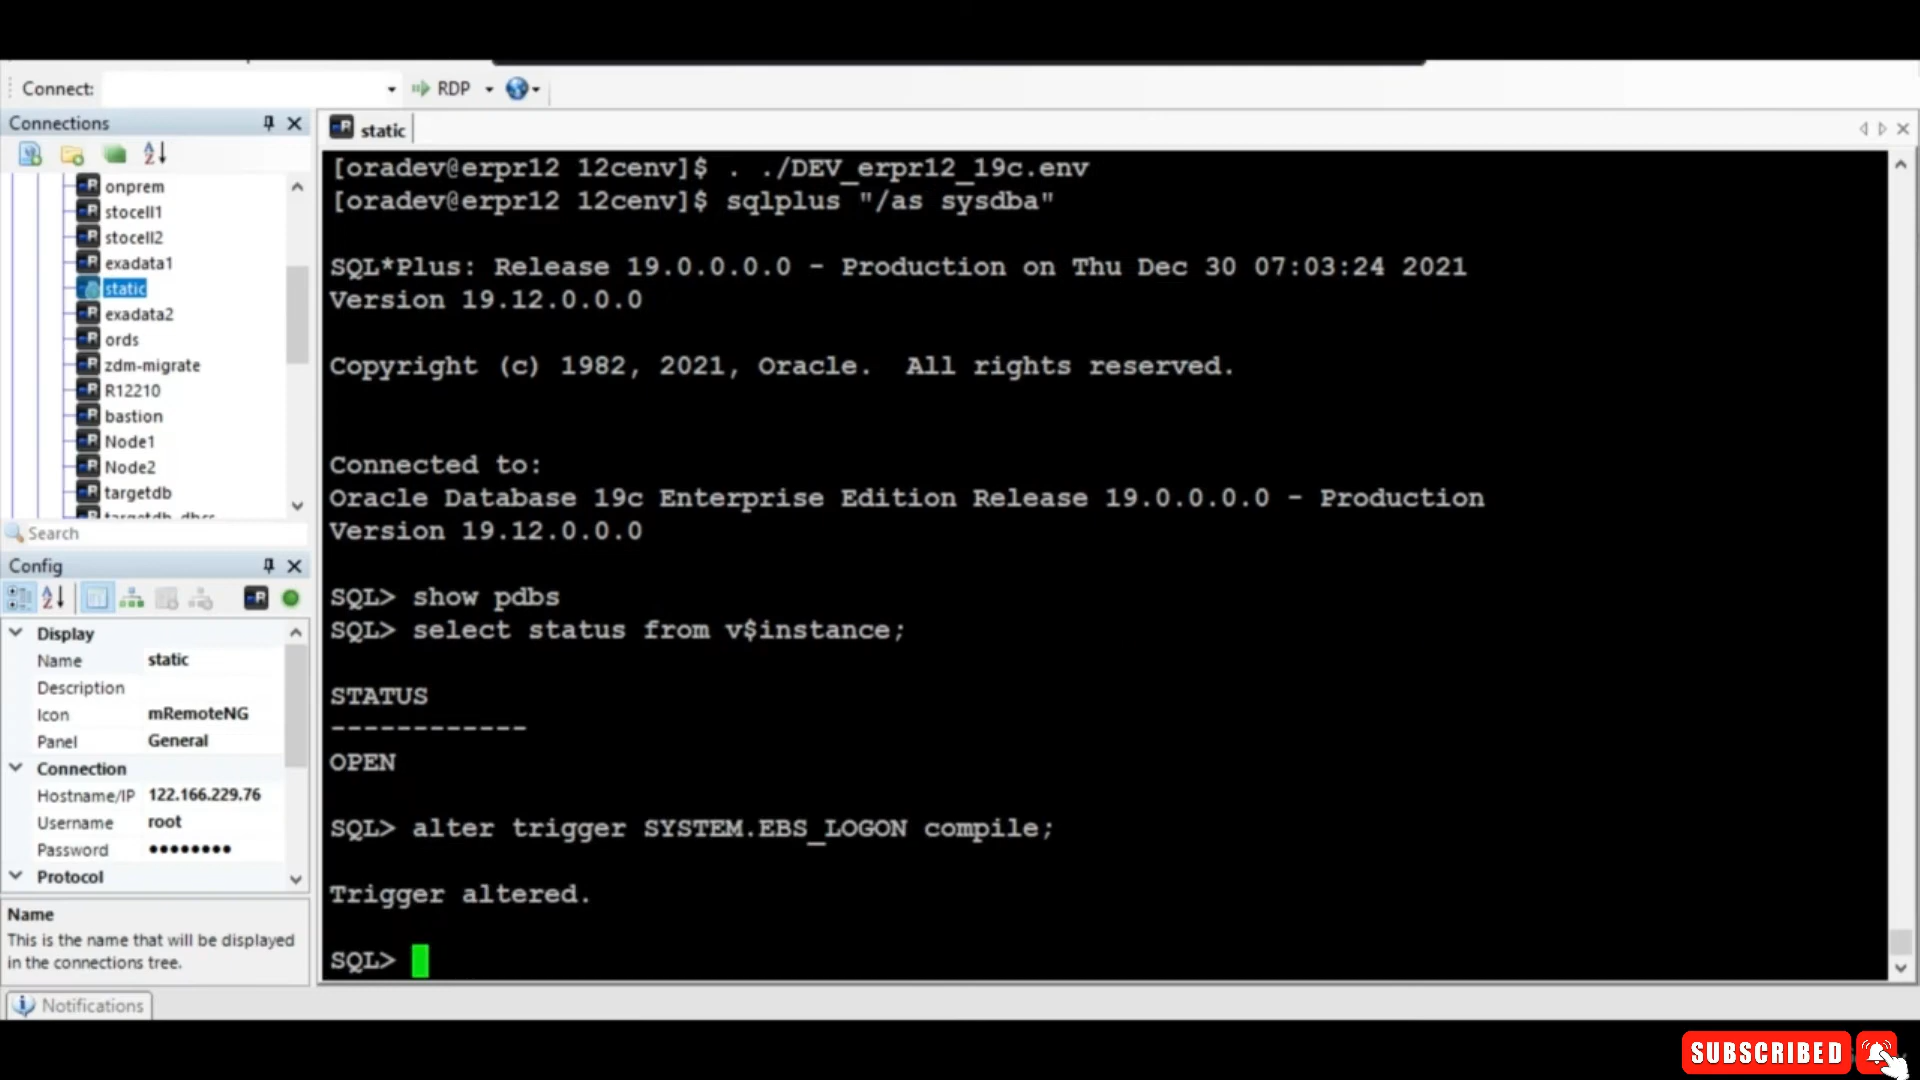 Connect:
RDP
Connections
static
onprem
stocell1
stocell2
exadata1
static
exadata2
ords
zdm-migrate
R12210
bastion
Node1
Node2
targetdb
Search
Config
Display
Name static
Description
Icon mRemoteNG
Panel General
Connection
Hostname/IP 122.166.229.76
Username root
Password ●●●●●●●●
Protocol
Name
This is the name that will be displayed
in the connections tree.
Notifications
[oradev@erpr12 12cenv]$ . ./DEV_erpr12_19c.env
[oradev@erpr12 12cenv]$ sqlplus "/as sysdba"
SQL*Plus: Release 19.0.0.0.0 - Production on Thu Dec 30 07:03:24 2021
Version 19.12.0.0.0
Copyright (c) 1982, 2021, Oracle.  All rights reserved.
Connected to:
Oracle Database 19c Enterprise Edition Release 19.0.0.0.0 - Production
Version 19.12.0.0.0
SQL> show pdbs
SQL> select status from v$instance;
STATUS
------------
OPEN
SQL> alter trigger SYSTEM.EBS_LOGON compile;
Trigger altered.
SQL>
SUBSCRIBED